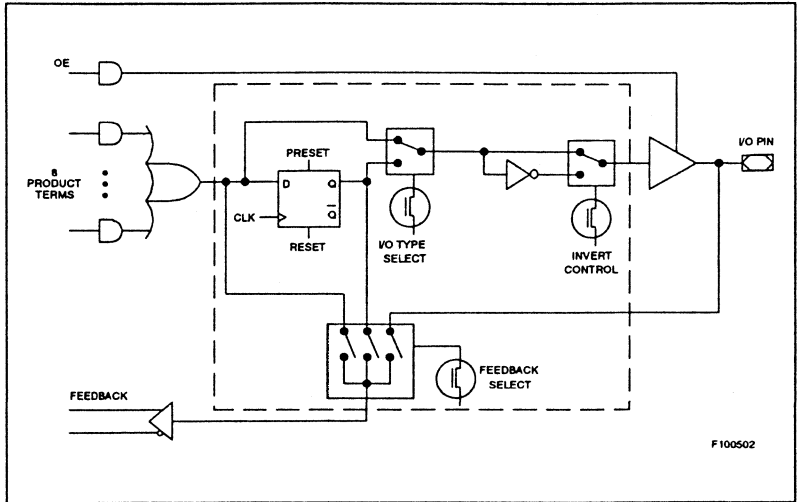 OE
I/O PIN
8
PRODUCT
TERMS
PRESET
D
Q
CLK
Q
RESET
I/O TYPE
SELECT
INVERT
CONTROL
FEEDBACK
SELECT
FEEDBACK
F100502